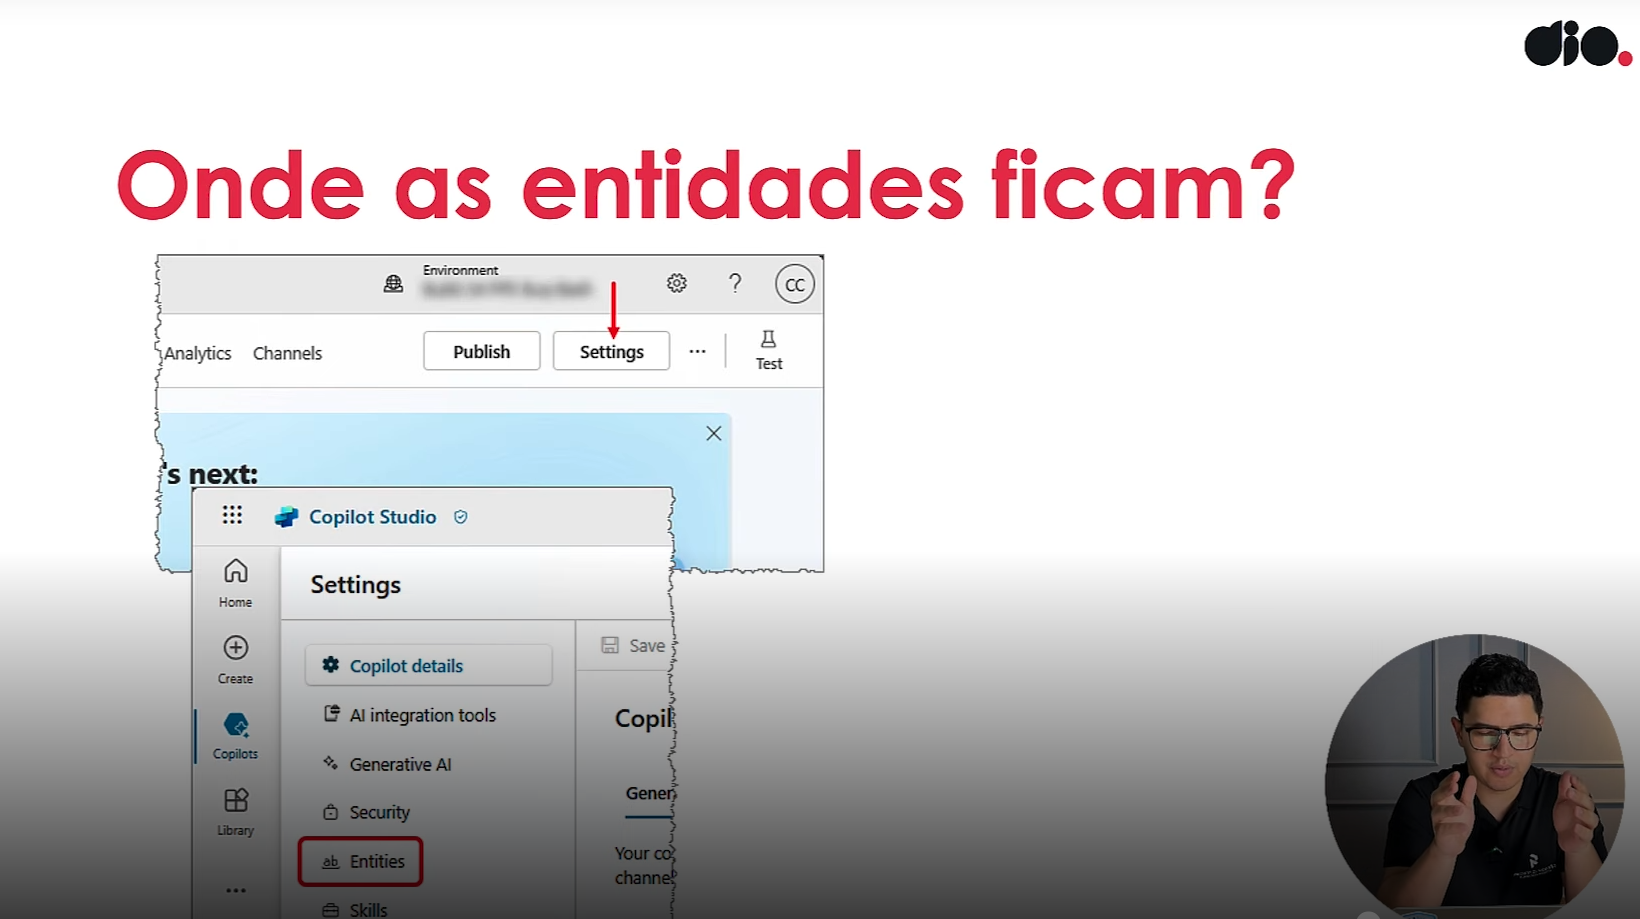 dio.
Onde as entidades ficam?
Environment
?
CC
Analytics
Channels
Publish
Settings
...
Test
's next:
Copilot Studio
Home
Settings
Create
Copilot details
Save
AI integration tools
Copil
Copilots
Generative AI
Gener
Library
Security
ab Entities
Your co
channe
...
Skills